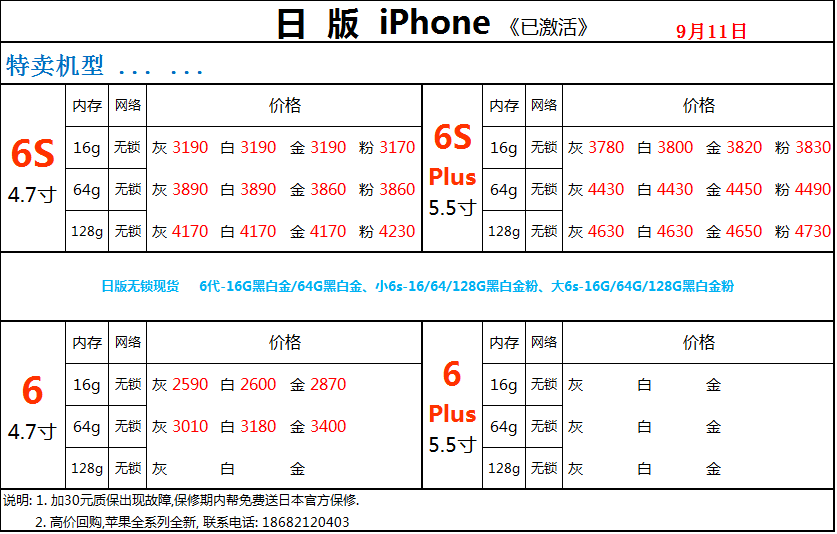 日 版 iPhone 《已激活》 9月11日
特卖机型 ... ...
6S
4.7寸
内存 网络 价格
16g 无锁 灰 3190 白 3190 金 3190 粉 3170
64g 无锁 灰 3890 白 3890 金 3860 粉 3860
128g 无锁 灰 4170 白 4170 金 4170 粉 4230
6S
Plus
5.5寸
内存 网络 价格
16g 无锁 灰 3780 白 3800 金 3820 粉 3830
64g 无锁 灰 4430 白 4430 金 4450 粉 4490
128g 无锁 灰 4630 白 4630 金 4650 粉 4730
日版无锁现货 6代-16G黑白金/64G黑白金、小6s-16/64/128G黑白金粉、大6s-16G/64G/128G黑白金粉
6
4.7寸
内存 网络 价格
16g 无锁 灰 2590 白 2600 金 2870
64g 无锁 灰 3010 白 3180 金 3400
128g 无锁 灰 白 金
6
Plus
5.5寸
内存 网络 价格
16g 无锁 灰 白 金
64g 无锁 灰 白 金
128g 无锁 灰 白 金
说明: 1. 加30元质保出现故障,保修期内帮免费送日本官方保修.
2. 高价回购,苹果全系列全新, 联系电话: 18682120403